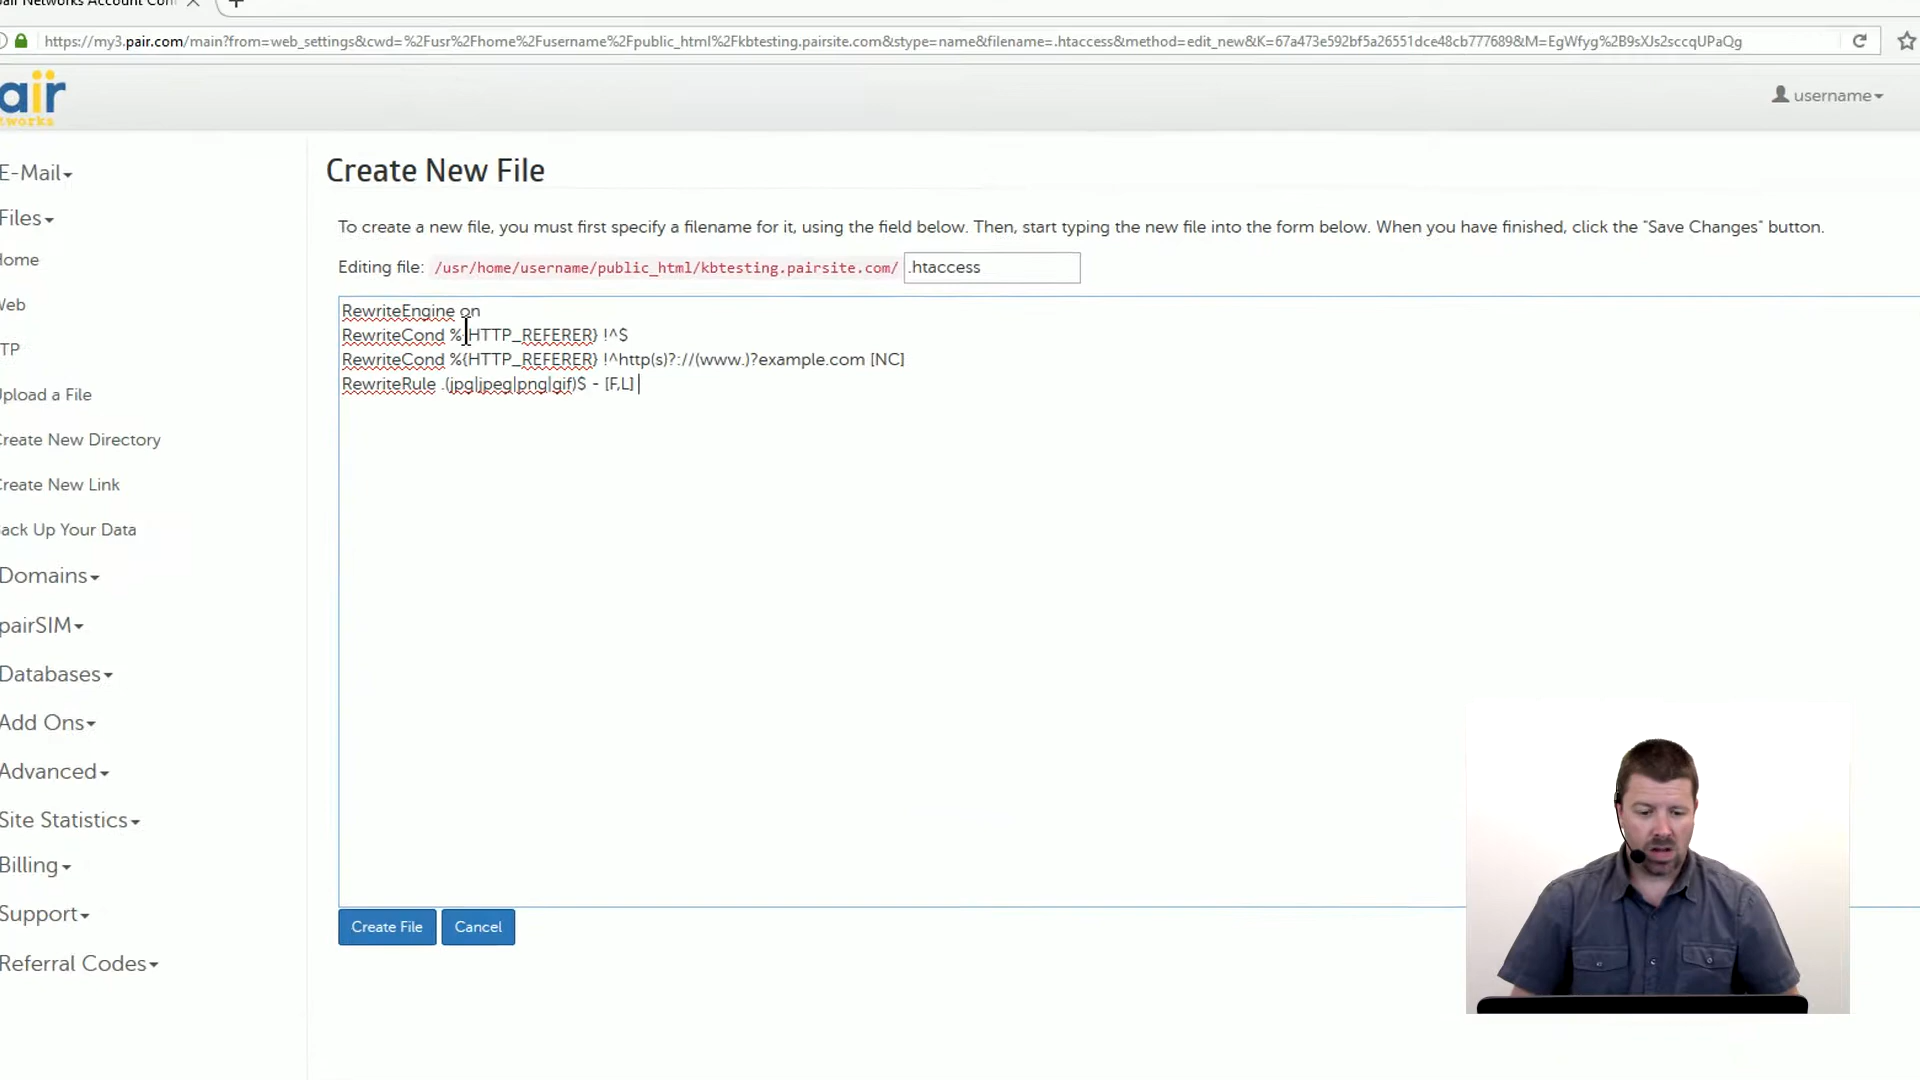 Networks Account Con
https://my3.pair.com/main?from=web_settings&cwd=%2Fusr%2Fhome%2Fusername%2Fpublic_html%2Fkbtesting.pairsite.com&stype=name&filename=.htaccess&method=edit_new&K=67a473e592bf5a26551dce48cb777689&M=EgWfyg%2B9sXJs2sccqUPaQg
air
tworks
username
E-Mail
Files
Home
Web
FTP
Upload a File
Create New Directory
Create New Link
Back Up Your Data
Domains
pairSIM
Databases
Add Ons
Advanced
Site Statistics
Billing
Support
Referral Codes
Create New File
To create a new file, you must first specify a filename for it, using the field below. Then, start typing the new file into the form below. When you have finished, click the "Save Changes" button.
Editing file: /usr/home/username/public_html/kbtesting.pairsite.com/ .htaccess
RewriteEngine on
RewriteCond %{HTTP_REFERER} !^$
RewriteCond %{HTTP_REFERER} !^http(s)?://(www.)?example.com [NC]
RewriteRule .(jpg|jpeg|png|gif)$ - [F,L]
Create File Cancel